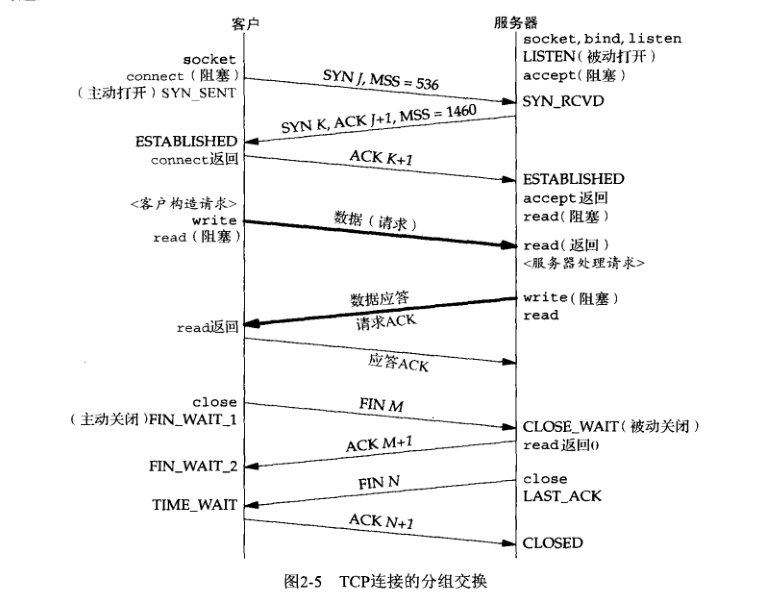 客户
服务器
socket, bind, listen
socket
LISTEN(被动打开)
connect(阻塞)
SYN J, MSS = 536
accept(阻塞)
(主动打开)SYN_SENT
SYN_RCVD
SYN K, ACK J+1, MSS = 1460
ESTABLISHED
connect返回
ACK K+1
ESTABLISHED
accept返回
<客户构造请求>
read(阻塞)
write
数据(请求)
read(阻塞)
read(返回)
<服务器处理请求>
数据应答
write(阻塞)
请求ACK
read
read返回
应答ACK
close
FIN M
(主动关闭)FIN_WAIT_1
CLOSE_WAIT(被动关闭)
ACK M+1
read返回0
FIN_WAIT_2
FIN N
close
LAST_ACK
TIME_WAIT
ACK N+1
CLOSED
图2-5 TCP连接的分组交换